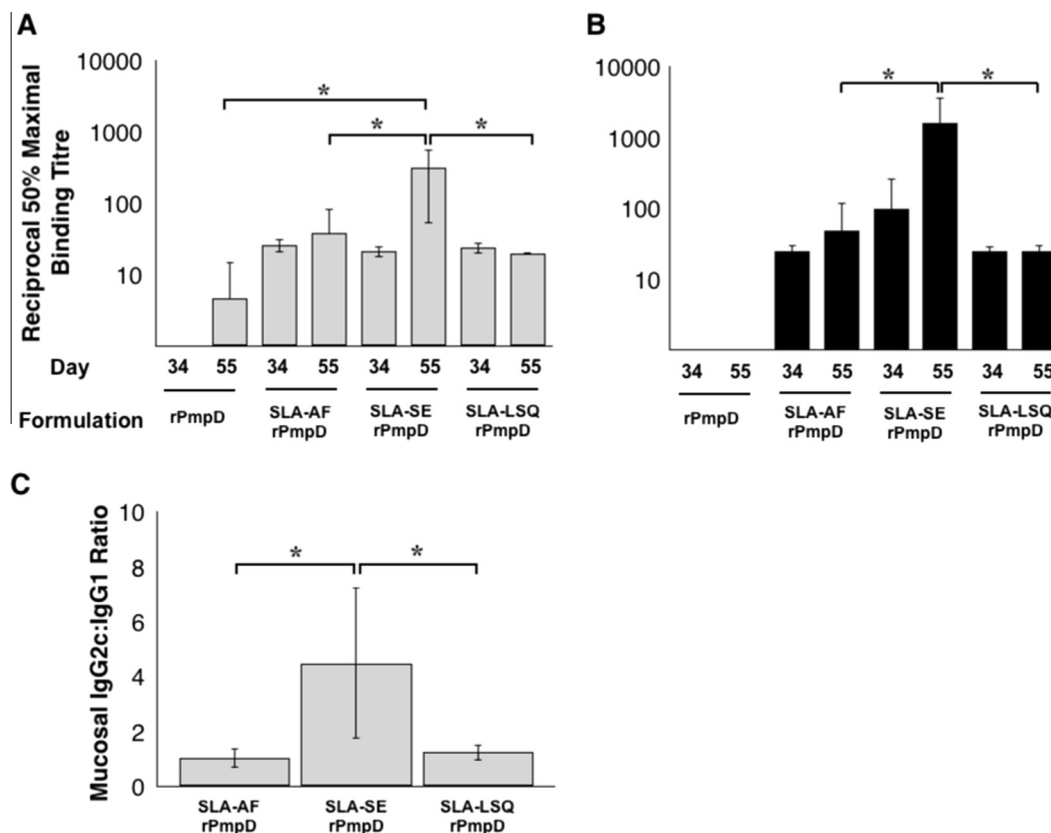 A
Reciprocal 50% Maximal
Binding Titre
10000
1000
100
10
*
*
*
Day
34 55 34 55 34 55 34 55
Formulation
rPmpD
SLA-AF
rPmpD
SLA-SE
rPmpD
SLA-LSQ
rPmpD
B
10000
1000
100
10
*
*
34 55 34 55 34 55 34 55
rPmpD
SLA-AF
rPmpD
SLA-SE
rPmpD
SLA-LSQ
rPmpD
C
Mucosal IgG2c:IgG1 Ratio
10
8
6
4
2
0
*
*
SLA-AF
rPmpD
SLA-SE
rPmpD
SLA-LSQ
rPmpD